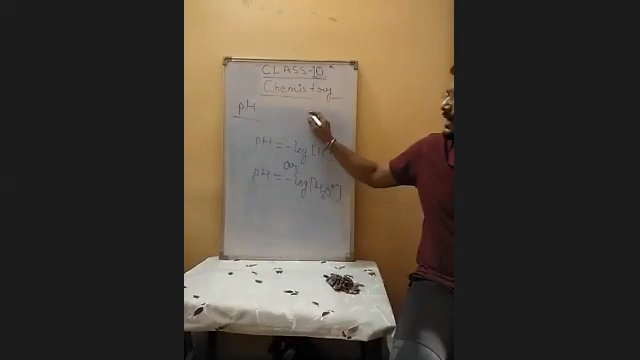 CLASS-10
Chemistry
pH
pH = -log [H+]
or
pH = -log [H3O+]